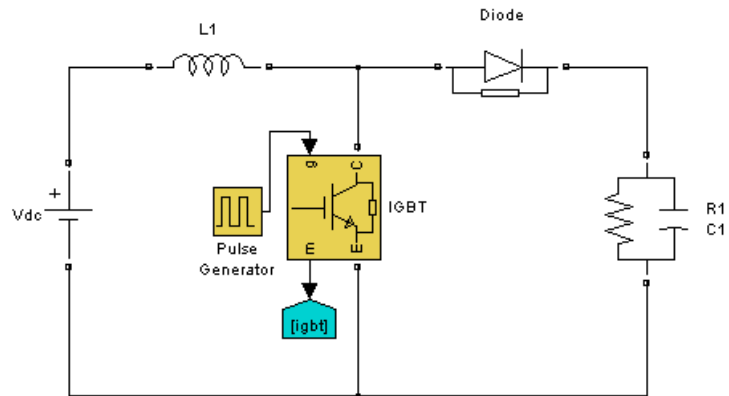 Diode
L1
g
C
+
Vdc
IGBT
R1
C1
m
E
Pulse
Generator
[igbt]